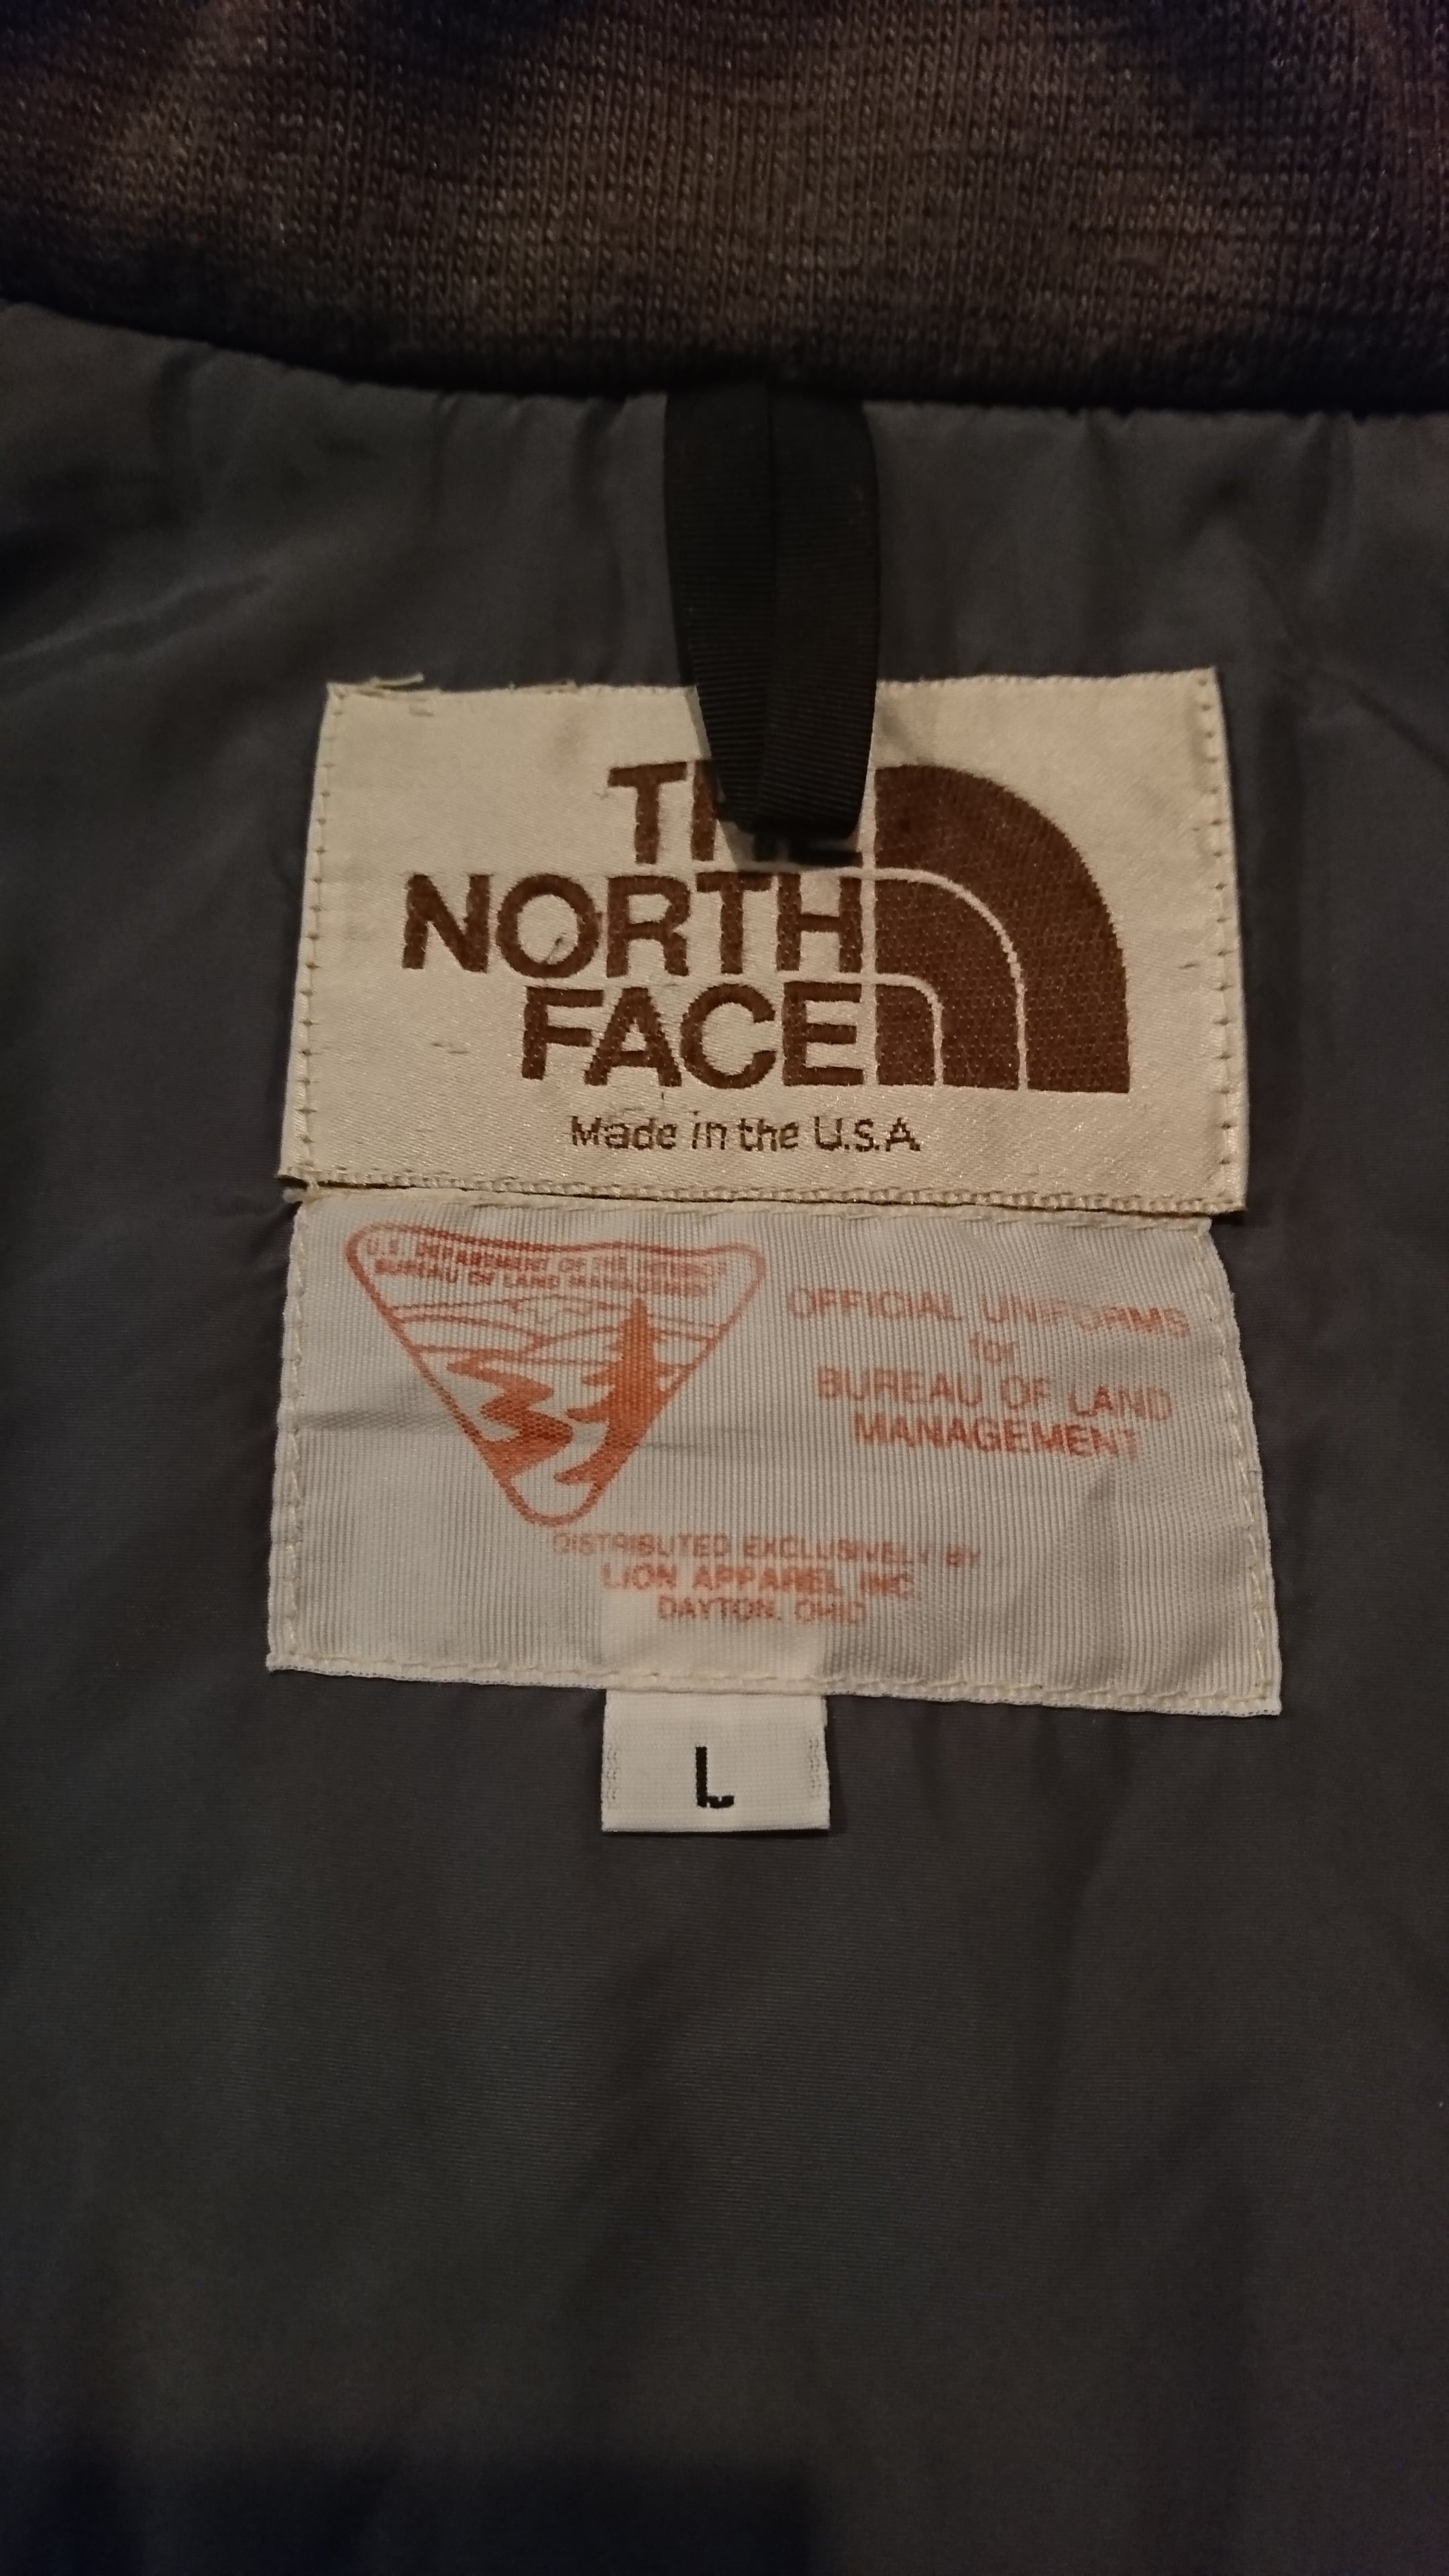 THE
NORTH
FACE
Made in the U.S.A.
U.S. DEPARTMENT OF THE INTERIOR
BUREAU OF LAND MANAGEMENT
OFFICIAL UNIFORMS
for
BUREAU OF LAND
MANAGEMENT
DISTRIBUTED EXCLUSIVELY BY
LION APPAREL INC.
DAYTON, OHIO
L